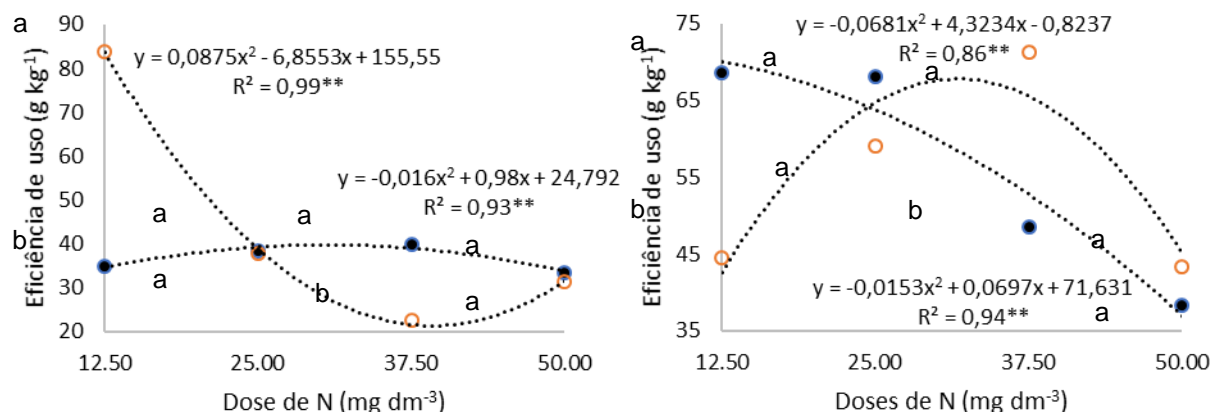 a
90
80
70
60
50
40
30
20
Eficiência de uso (g kg⁻¹)
y = 0,0875x² - 6,8553x + 155,55
R² = 0,99**
y = -0,016x² + 0,98x + 24,792
R² = 0,93**
a
a
b
a
a
b
a
12.50
25.00
37.50
50.00
Dose de N (mg dm⁻³)
75
65
55
45
35
Eficiência de uso (g kg⁻¹)
y = -0,0681x² + 4,3234x - 0,8237
R² = 0,86**
a
a
a
a
b
b
a
y = -0,0153x² + 0,0697x + 71,631
R² = 0,94**
a
12.50
25.00
37.50
50.00
Doses de N (mg dm⁻³)